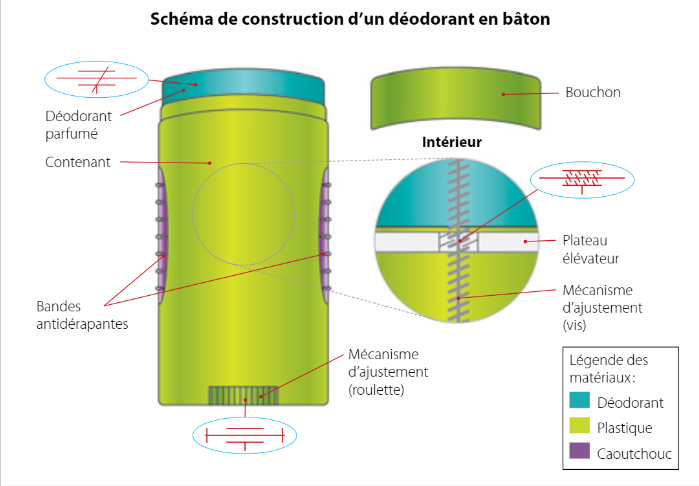 Schéma de construction d’un déodorant en bâton
Déodorant
parfumé
Contenant
Bandes
antidérapantes
Mécanisme
d’ajustement
(roulette)
Bouchon
Intérieur
Plateau
élévateur
Mécanisme
d’ajustement
(vis)
Légende des
matériaux :
Déodorant
Plastique
Caoutchouc